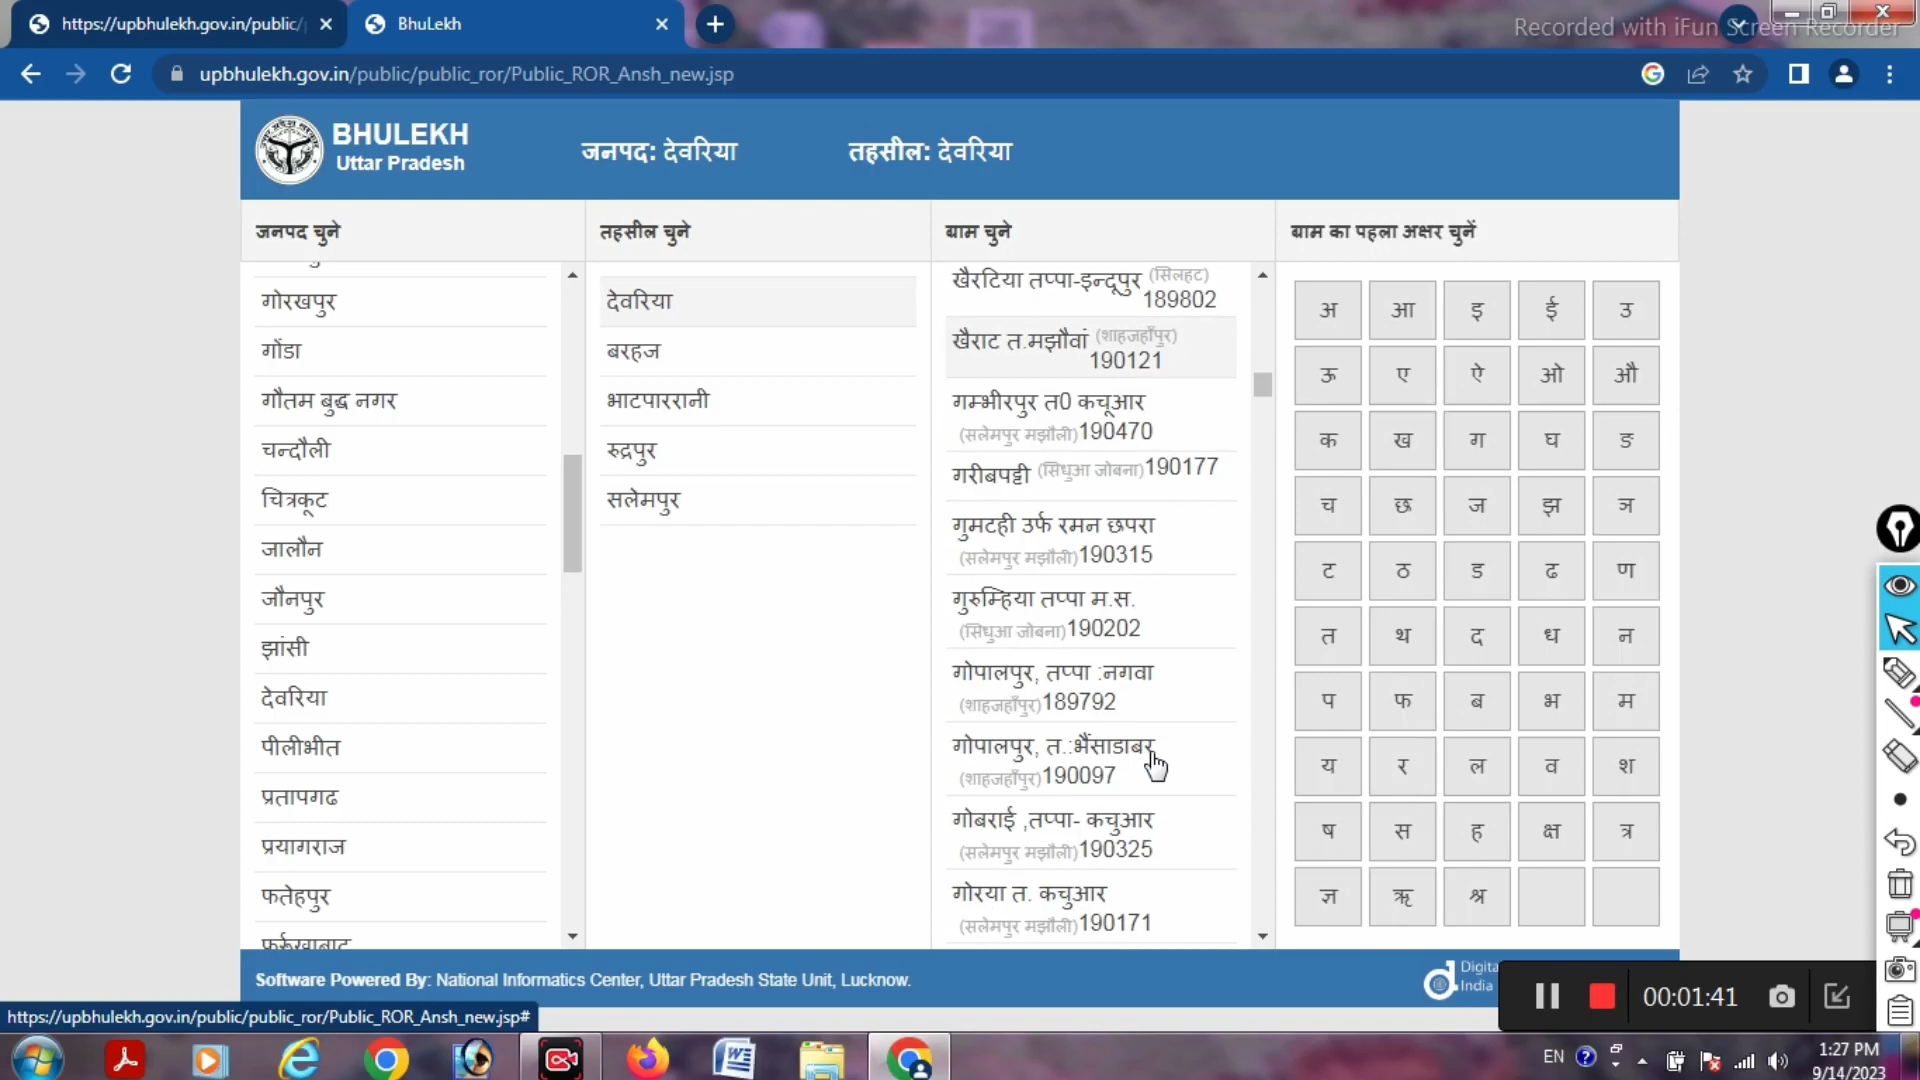 https://upbhulekh.gov.in/public/
BhuLekh
Recorded with iFun Screen Recorder
upbhulekh.gov.in/public/public_ror/Public_ROR_Ansh_new.jsp
BHULEKH
Uttar Pradesh
जनपद: देवरिया
तहसील: देवरिया
जनपद चुने
तहसील चुने
ग्राम चुने
ग्राम का पहला अक्षर चुनें
गोरखपुर
गोंडा
गौतम बुद्ध नगर
चन्दौली
चित्रकूट
जालौन
जौनपुर
झांसी
देवरिया
पीलीभीत
प्रतापगढ
प्रयागराज
फतेहपुर
फर्रुखाबाद
देवरिया
बरहज
भाटपाररानी
रुद्रपुर
सलेमपुर
खैरटिया तप्पा-इन्दूपुर (सिलहट)
189802
खैराट त.मझौवां (शाहजहाँपुर)
190121
गम्भीरपुर त0 कचूआर
(सलेमपुर मझौली)190470
गरीबपट्टी (सिधुआ जोबना)190177
गुमटही उर्फ रमन छपरा
(सलेमपुर मझौली)190315
गुरुम्हिया तप्पा म.स.
(सिधुआ जोबना)190202
गोपालपुर, तप्पा :नगवा
(शाहजहाँपुर)189792
गोपालपुर, त.:भैंसाडाबर
(शाहजहाँपुर)190097
गोबराई ,तप्पा- कचुआर
(सलेमपुर मझौली)190325
गोरया त. कचुआर
(सलेमपुर मझौली)190171
अ आ इ ई उ
ऊ ए ऐ ओ औ
क ख ग घ ङ
च छ ज झ ञ
ट ठ ड ढ ण
त थ द ध न
प फ ब भ म
य र ल व श
ष स ह क्ष त्र
ज्ञ ऋ श्र
Software Powered By: National Informatics Center, Uttar Pradesh State Unit, Lucknow.
Digital
India
00:01:41
https://upbhulekh.gov.in/public/public_ror/Public_ROR_Ansh_new.jsp#
EN
1:27 PM
9/14/2023